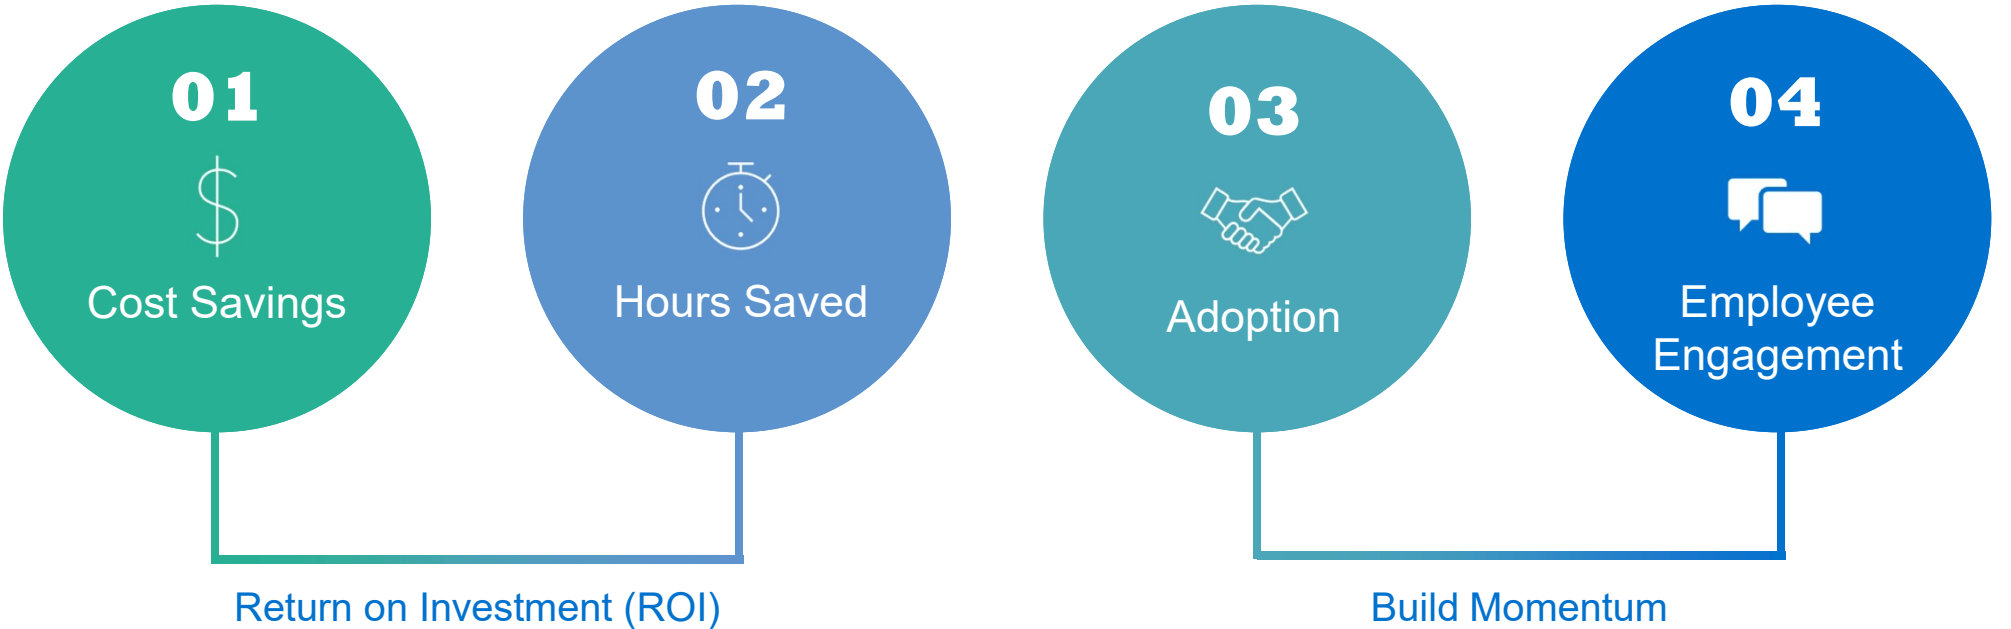 01
Cost Savings
02
Hours Saved
03
Adoption
04
Employee
Engagement
Return on Investment (ROI)
Build Momentum